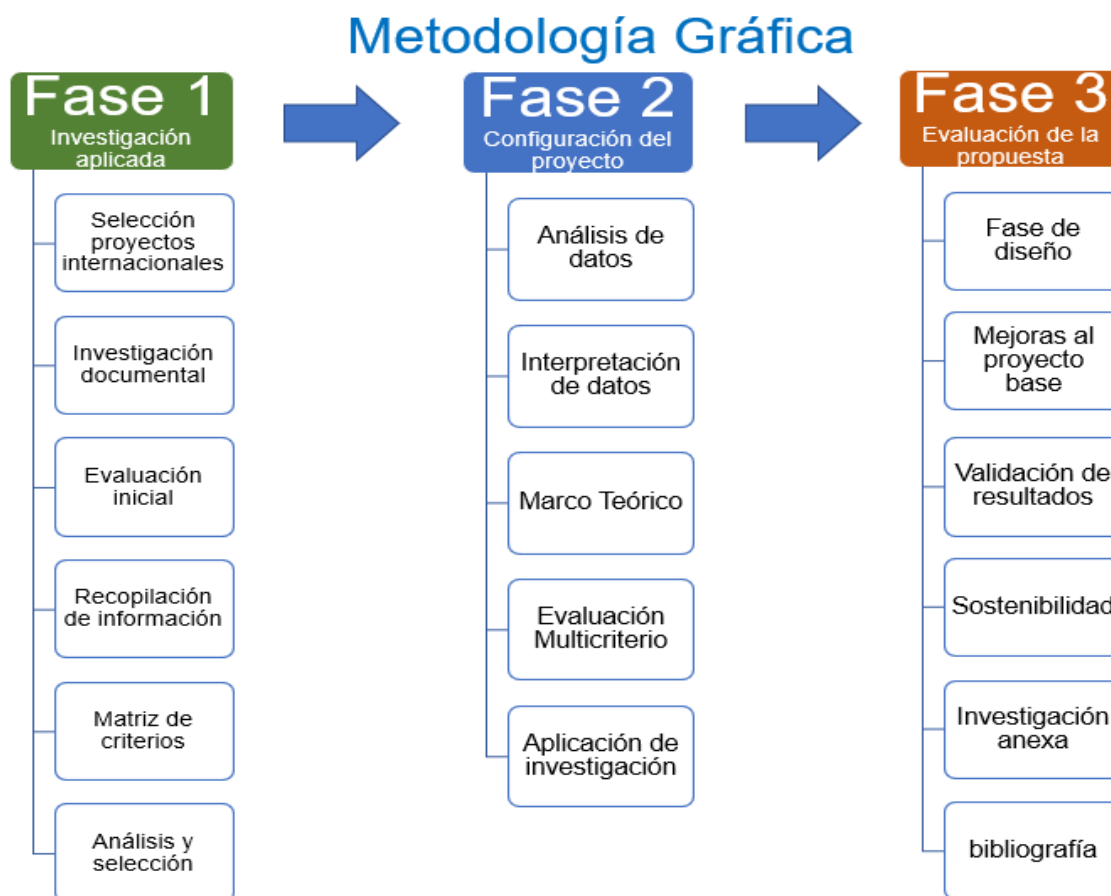 Metodología Gráfica
Fase 1
Investigación
aplicada
Selección
proyectos
internacionales
Investigación
documental
Evaluación
inicial
Recopilación
de información
Matriz de
criterios
Análisis y
selección
Fase 2
Configuración del
proyecto
Análisis de
datos
Interpretación
de datos
Marco Teórico
Evaluación
Multicriterio
Aplicación de
investigación
Fase 3
Evaluación de la
propuesta
Fase de
diseño
Mejoras al
proyecto
base
Validación de
resultados
Sostenibilidad
Investigación
anexa
bibliografía